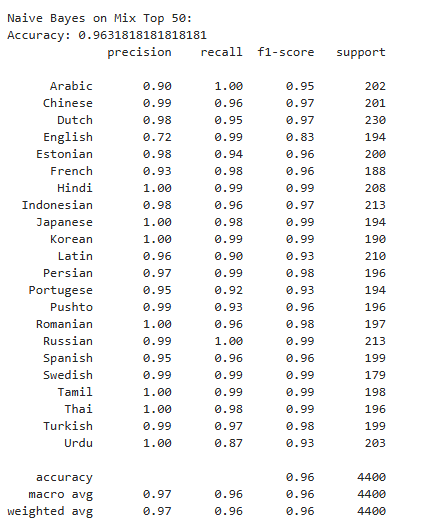 Naive Bayes on Mix Top 50:
Accuracy: 0.9631818181818181
precision recall f1-score support
Arabic 0.90 1.00 0.95 202
Chinese 0.99 0.96 0.97 201
Dutch 0.98 0.95 0.97 230
English 0.72 0.99 0.83 194
Estonian 0.98 0.94 0.96 200
French 0.93 0.98 0.96 188
Hindi 1.00 0.99 0.99 208
Indonesian 0.98 0.96 0.97 213
Japanese 1.00 0.98 0.99 194
Korean 1.00 0.99 0.99 190
Latin 0.96 0.90 0.93 210
Persian 0.97 0.99 0.98 196
Portugese 0.95 0.92 0.93 194
Pushto 0.99 0.93 0.96 196
Romanian 1.00 0.96 0.98 197
Russian 0.99 1.00 0.99 213
Spanish 0.95 0.96 0.96 199
Swedish 0.99 0.99 0.99 179
Tamil 1.00 0.99 0.99 198
Thai 1.00 0.98 0.99 196
Turkish 0.99 0.97 0.98 199
Urdu 1.00 0.87 0.93 203
accuracy 0.96 4400
macro avg 0.97 0.96 0.96 4400
weighted avg 0.97 0.96 0.96 4400